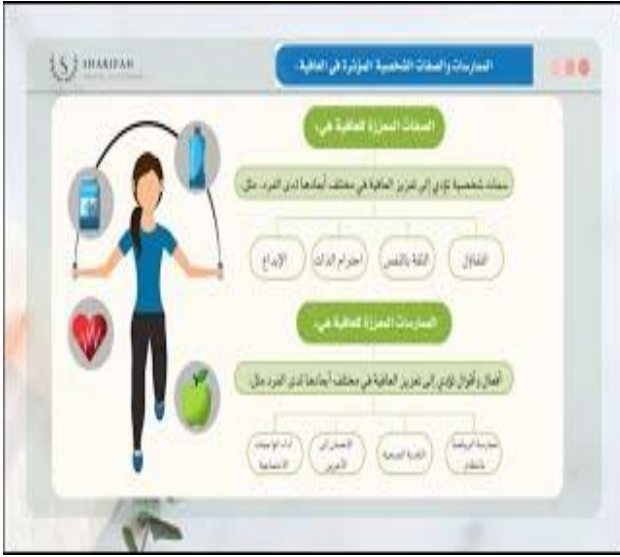 SHARIFAH
الممارسات والصفات الشخصية المؤثرة في العافية
الصفات المعززة للعافية هي:
سمات شخصية تؤدي إلى تعزيز العافية في مختلف أبعادها لدى الفرد، مثل:
التفاؤل
الثقة بالنفس
احترام الذات
الإبداع
الممارسات المعززة للعافية هي:
أفعال وأقوال تؤدي إلى تعزيز العافية في مختلف أبعادها لدى الفرد مثل:
ممارسة الرياضة
بانتظام
التغذية الصحية
الإحسان إلى
الآخرين
أداء الواجبات
الاجتماعية